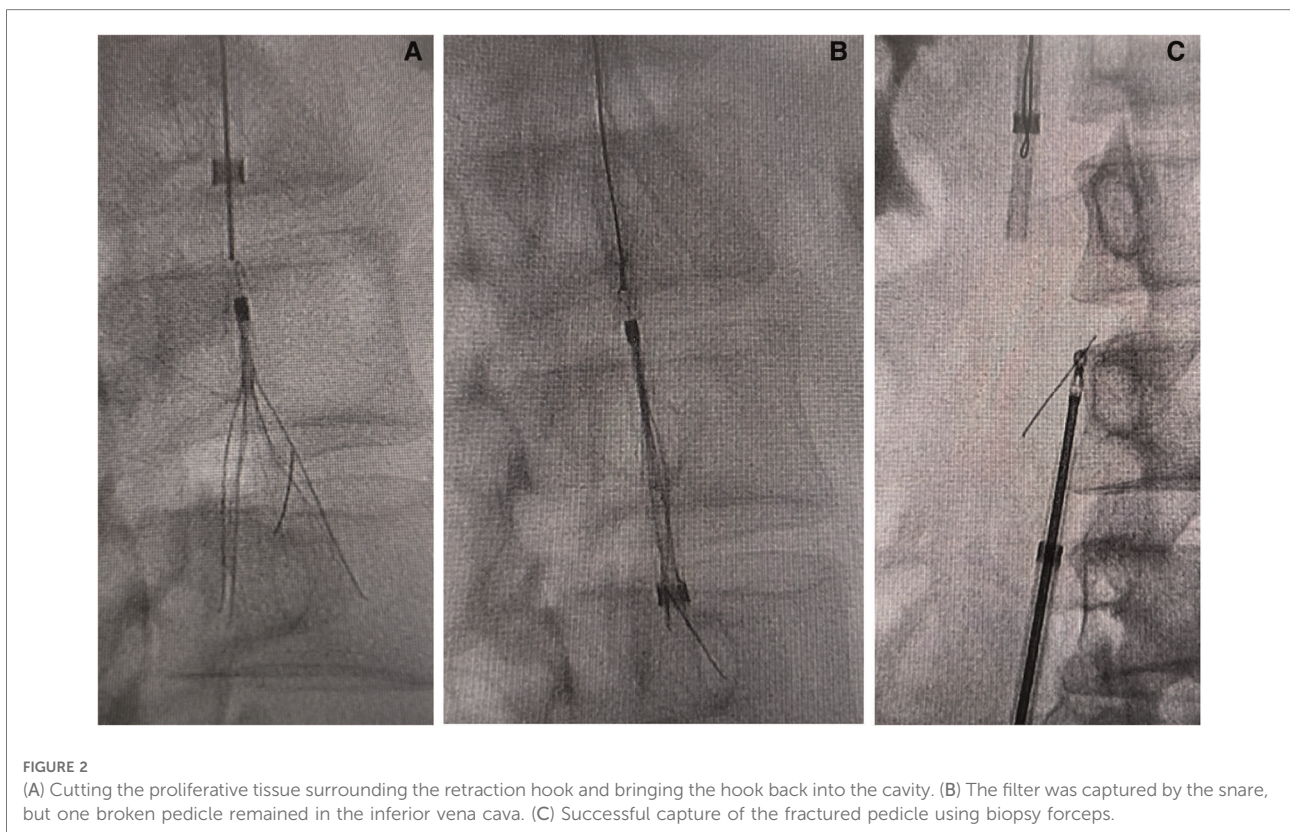 A
B
C
FIGURE 2
(A) Cutting the proliferative tissue surrounding the retraction hook and bringing the hook back into the cavity. (B) The filter was captured by the snare,
but one broken pedicle remained in the inferior vena cava. (C) Successful capture of the fractured pedicle using biopsy forceps.